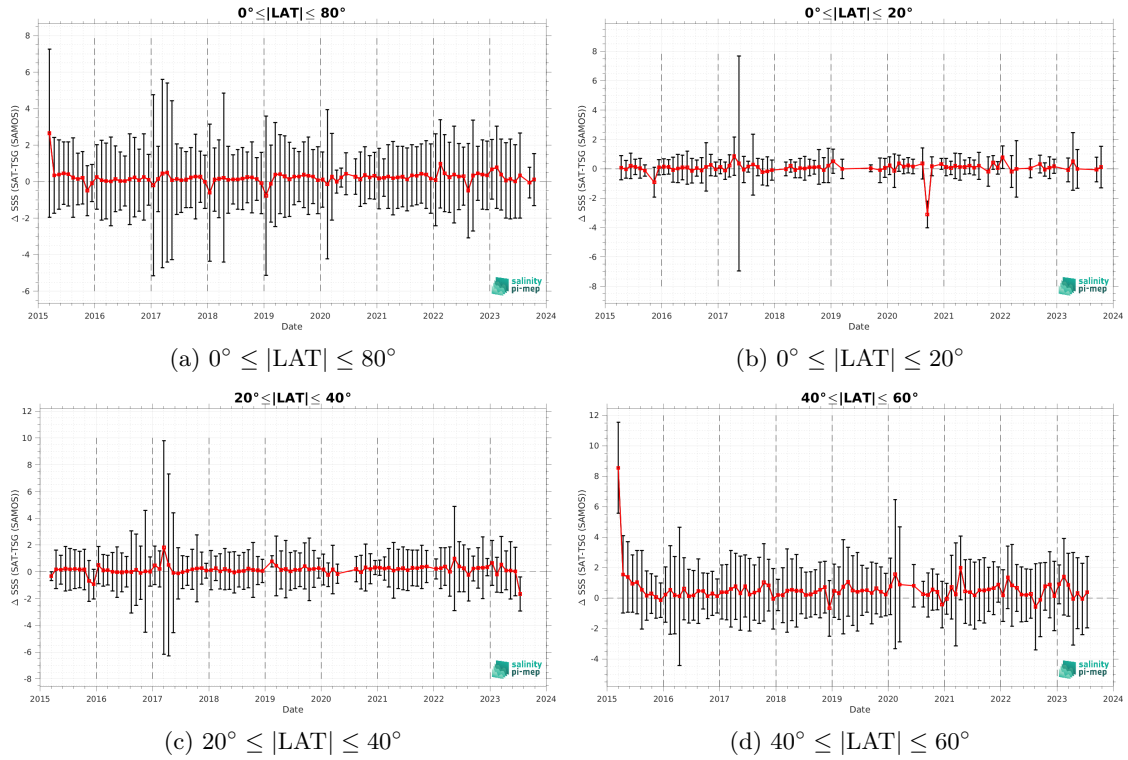 0°≤|LAT|≤ 80°
Δ SSS (SAT-TSG (SAMOS))
8
6
4
2
0
-2
-4
-6
2015 2016 2017 2018 2019 2020 2021 2022 2023 2024
Date
salinity
pi-mep
(a) 0° ≤ |LAT| ≤ 80°
0°≤|LAT|≤ 20°
Δ SSS (SAT-TSG (SAMOS))
8
6
4
2
0
-2
-4
-6
-8
2015 2016 2017 2018 2019 2020 2021 2022 2023 2024
Date
salinity
pi-mep
(b) 0° ≤ |LAT| ≤ 20°
20°≤|LAT|≤ 40°
Δ SSS (SAT-TSG (SAMOS))
12
10
8
6
4
2
0
-2
-4
-6
-8
2015 2016 2017 2018 2019 2020 2021 2022 2023 2024
Date
salinity
pi-mep
(c) 20° ≤ |LAT| ≤ 40°
40°≤|LAT|≤ 60°
Δ SSS (SAT-TSG (SAMOS))
12
10
8
6
4
2
0
-2
-4
2015 2016 2017 2018 2019 2020 2021 2022 2023 2024
Date
salinity
pi-mep
(d) 40° ≤ |LAT| ≤ 60°